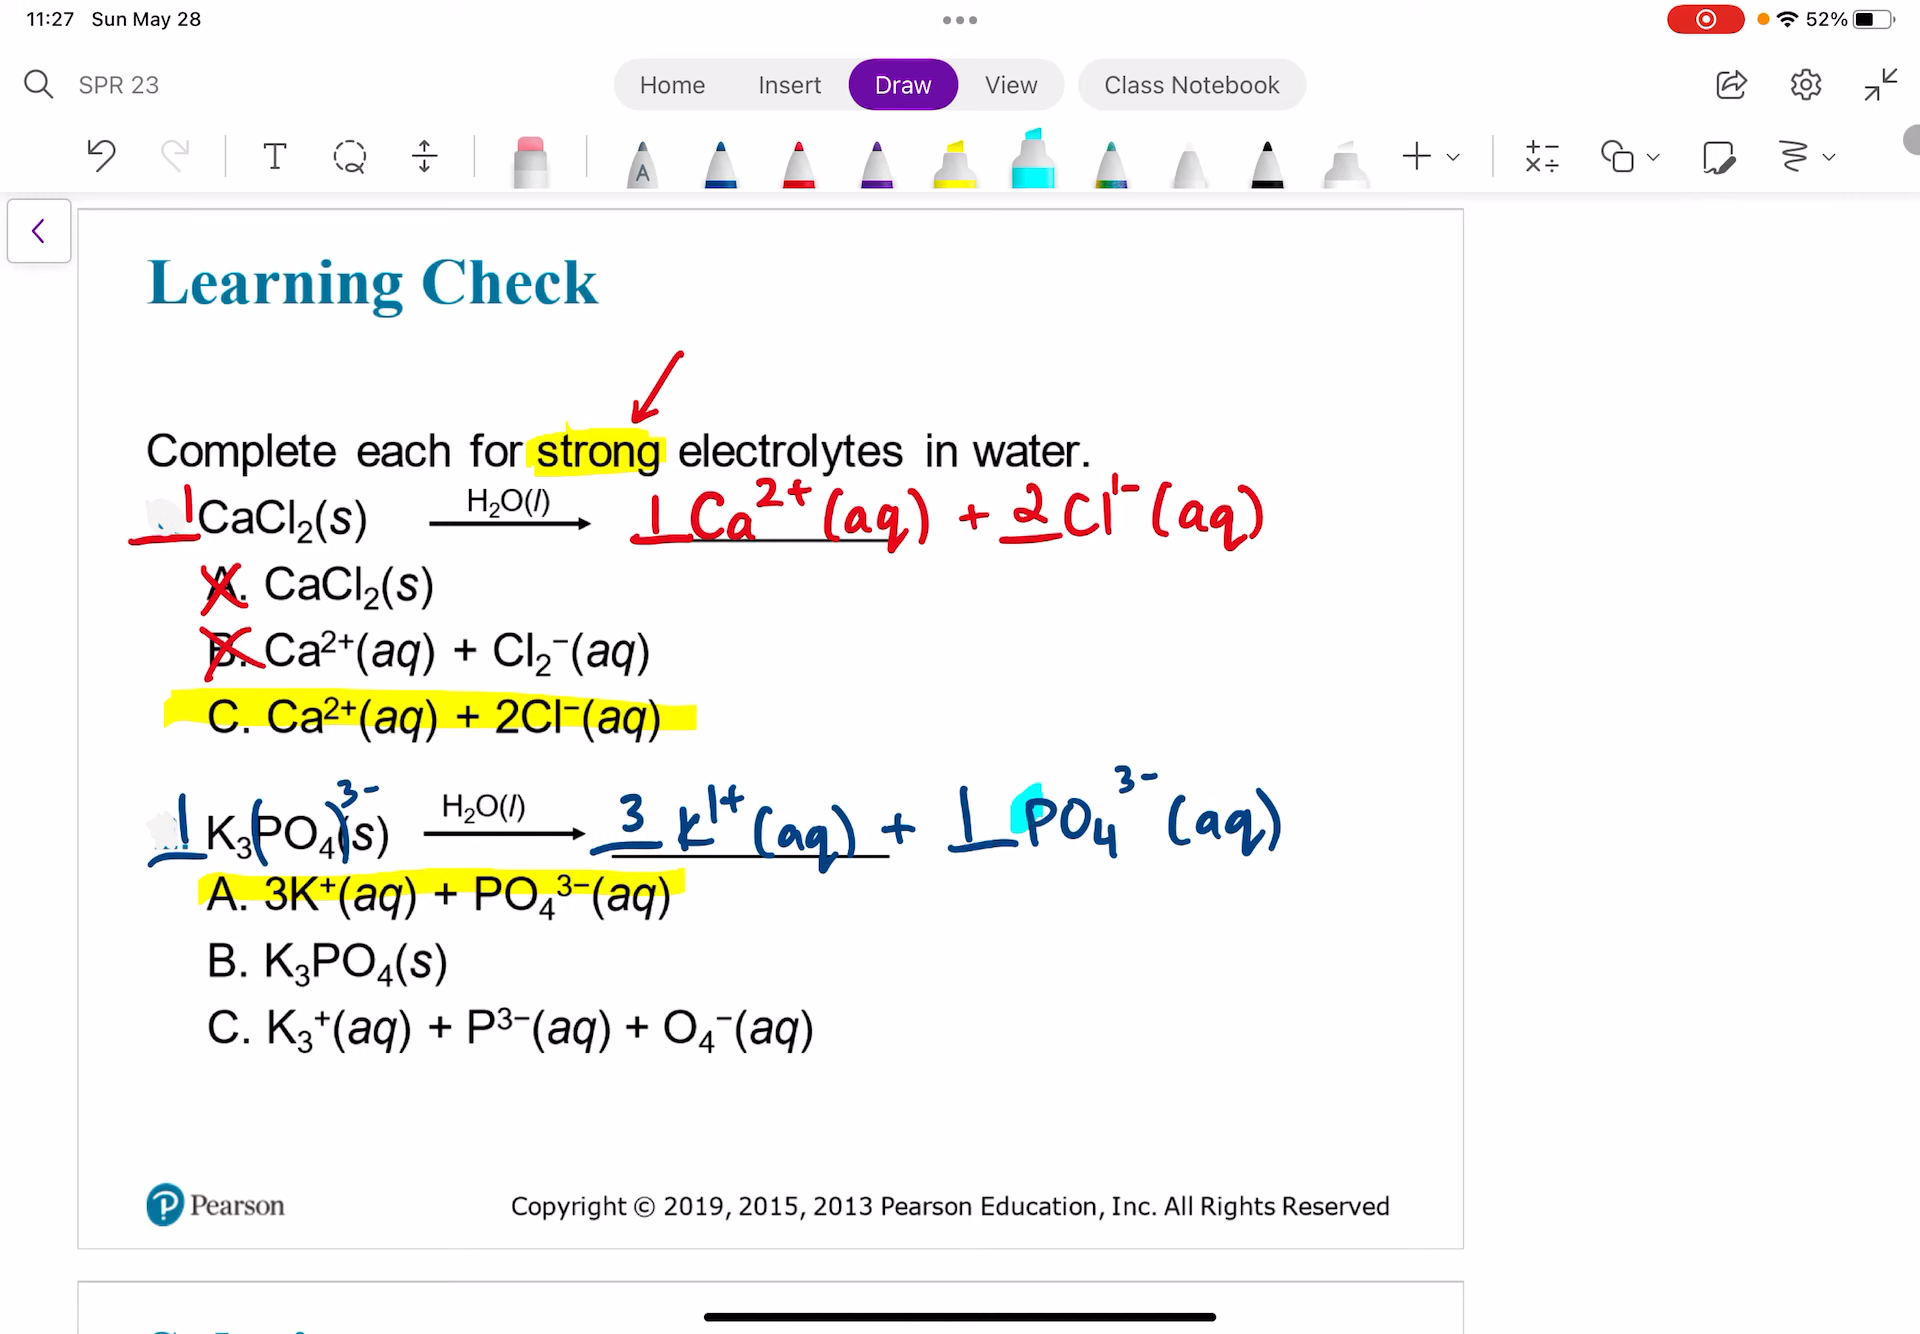 11:27 Sun May 28
52%
SPR 23
Home Insert Draw View Class Notebook
T A
Learning Check
Complete each for strong electrolytes in water.
1 CaCl₂(s) H₂O(l) 1 Ca²⁺(aq) + 2Cl¹⁻(aq)
A. CaCl₂(s)
B. Ca²⁺(aq) + Cl₂⁻(aq)
C. Ca²⁺(aq) + 2Cl⁻(aq)
1 K₃(PO₄)³⁻(s) H₂O(l) 3 K¹⁺(aq) + 1 PO₄³⁻(aq)
A. 3K⁺(aq) + PO₄³⁻(aq)
B. K₃PO₄(s)
C. K₃⁺(aq) + P³⁻(aq) + O₄⁻(aq)
Pearson
Copyright © 2019, 2015, 2013 Pearson Education, Inc. All Rights Reserved